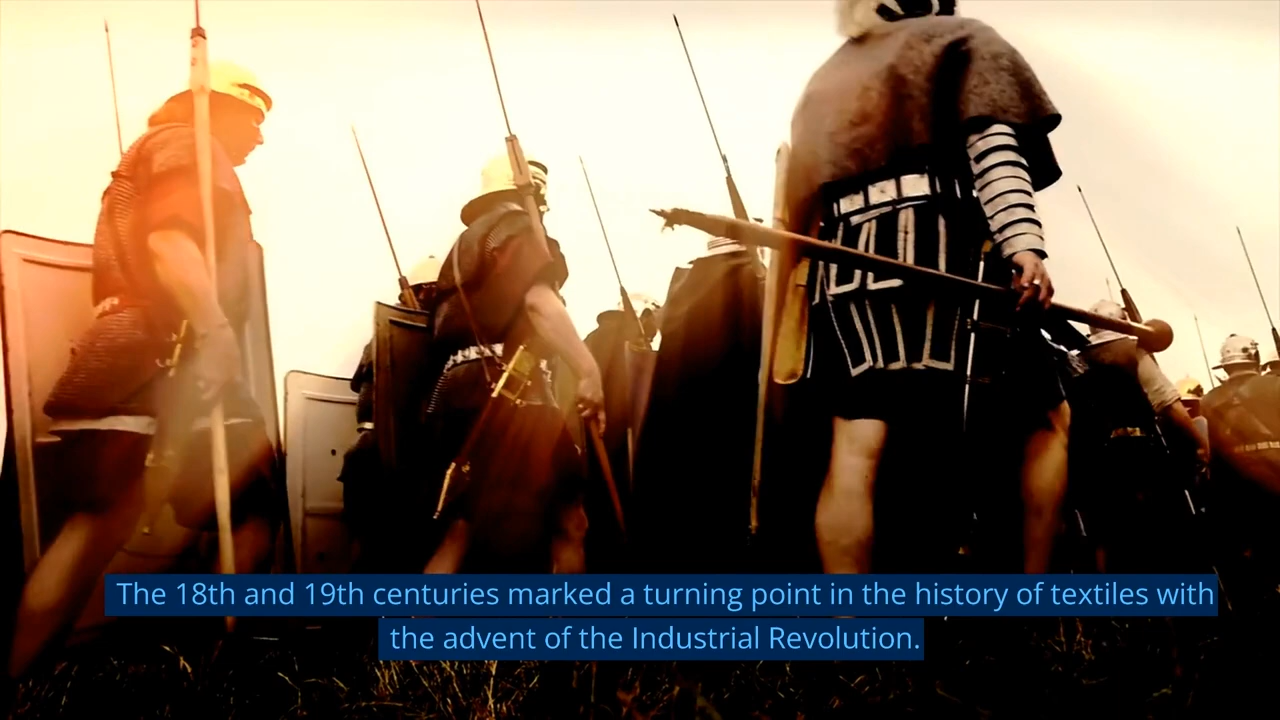 The 18th and 19th centuries marked a turning point in the history of textiles with
the advent of the Industrial Revolution.